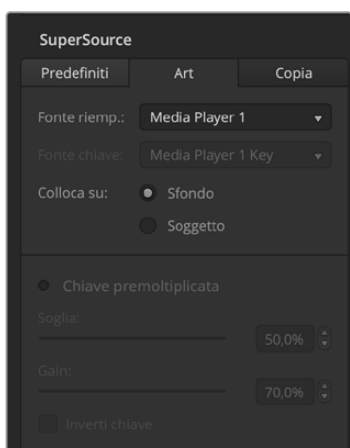 SuperSource
Predefiniti Art Copia
Fonte riemp.: Media Player 1
Fonte chiave: Media Player 1 Key
Colloca su: Sfondo
Soggetto
Chiave premoltiplicata
Soglia:
50,0%
Gain:
70,0%
Inverti chiave